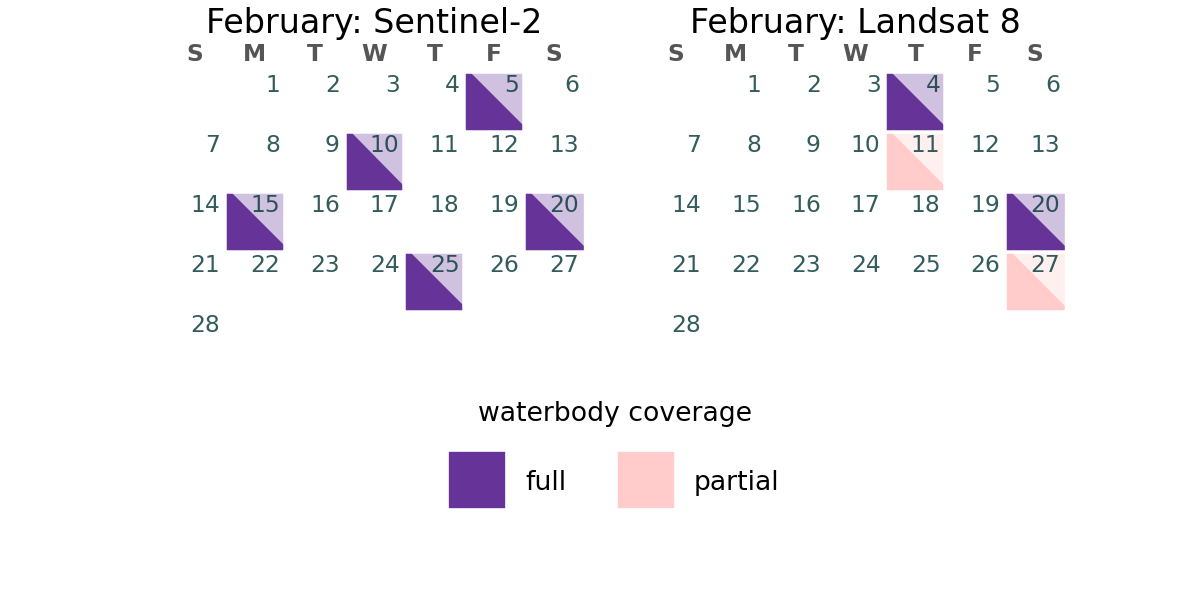 February: Sentinel-2
S M T W T F S
1 2 3 4 5 6
7 8 9 10 11 12 13
14 15 16 17 18 19 20
21 22 23 24 25 26 27
28
February: Landsat 8
S M T W T F S
1 2 3 4 5 6
7 8 9 10 11 12 13
14 15 16 17 18 19 20
21 22 23 24 25 26 27
28
waterbody coverage
full
partial